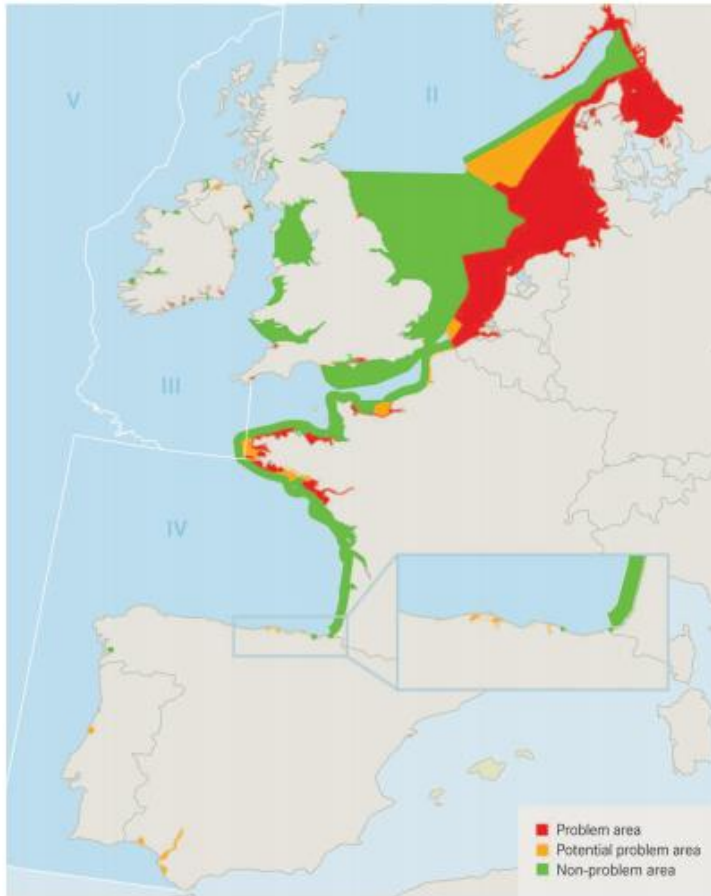 II
V
III
IV
Problem area
Potential problem area
Non-problem area